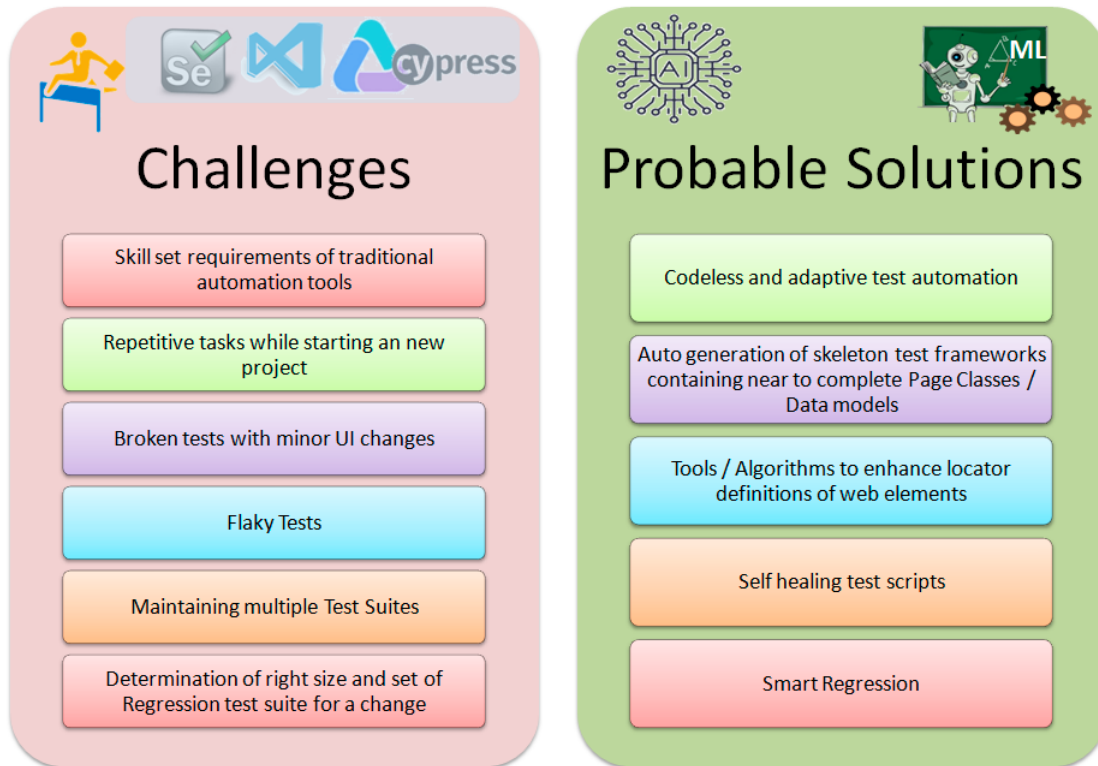 Se
cypress
Challenges
Skill set requirements of traditional
automation tools
Repetitive tasks while starting an new
project
Broken tests with minor UI changes
Flaky Tests
Maintaining multiple Test Suites
Determination of right size and set of
Regression test suite for a change
AI
ML
Probable Solutions
Codeless and adaptive test automation
Auto generation of skeleton test frameworks
containing near to complete Page Classes /
Data models
Tools / Algorithms to enhance locator
definitions of web elements
Self healing test scripts
Smart Regression